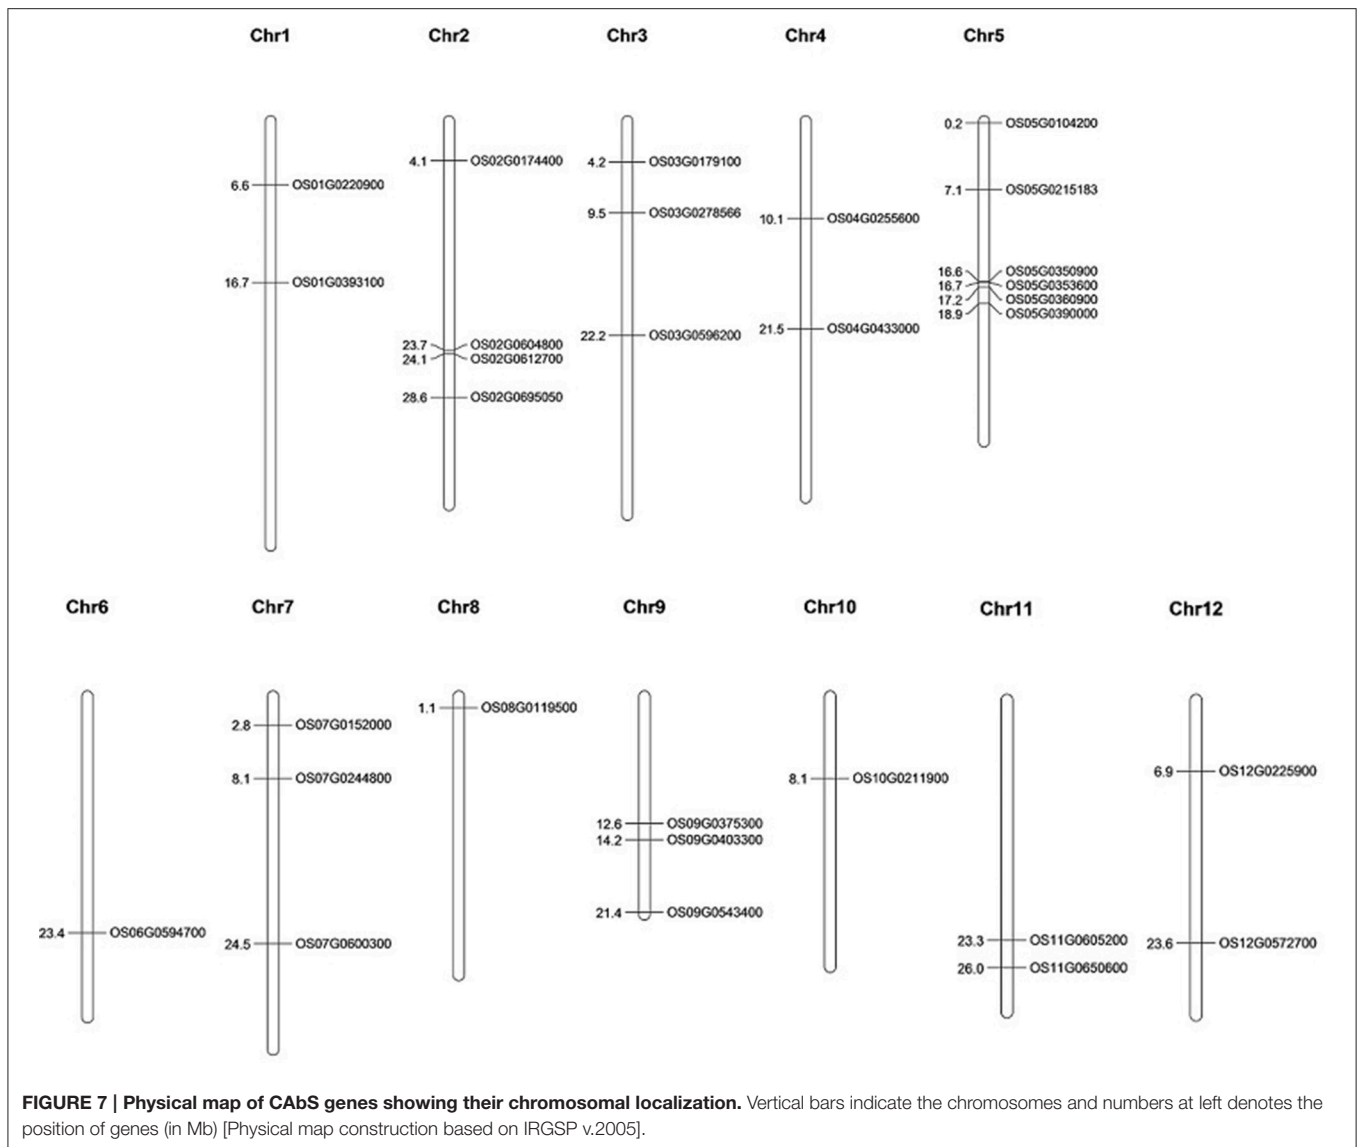 Chr1 Chr2 Chr3 Chr4 Chr5
0.2 OS05G0104200
4.1 OS02G0174400
4.2 OS03G0179100
6.6 OS01G0220900
7.1 OS05G0215183
9.5 OS03G0278566
10.1 OS04G0255600
16.6 OS05G0350900
16.7 OS01G0393100
16.7 OS05G0353600
17.2 OS05G0360900
18.9 OS05G0390000
21.5 OS04G0433000
22.2 OS03G0596200
23.7 OS02G0604800
24.1 OS02G0612700
28.6 OS02G0695050
Chr6 Chr7 Chr8 Chr9 Chr10 Chr11 Chr12
1.1 OS08G0119500
2.8 OS07G0152000
6.9 OS12G0225900
8.1 OS07G0244800
8.1 OS10G0211900
12.6 OS09G0375300
14.2 OS09G0403300
21.4 OS09G0543400
23.4 OS06G0594700
23.3 OS11G0605200
24.5 OS07G0600300
23.6 OS12G0572700
26.0 OS11G0650600
FIGURE 7 | Physical map of CAbS genes showing their chromosomal localization. Vertical bars indicate the chromosomes and numbers at left denotes the
position of genes (in Mb) [Physical map construction based on IRGSP v.2005].